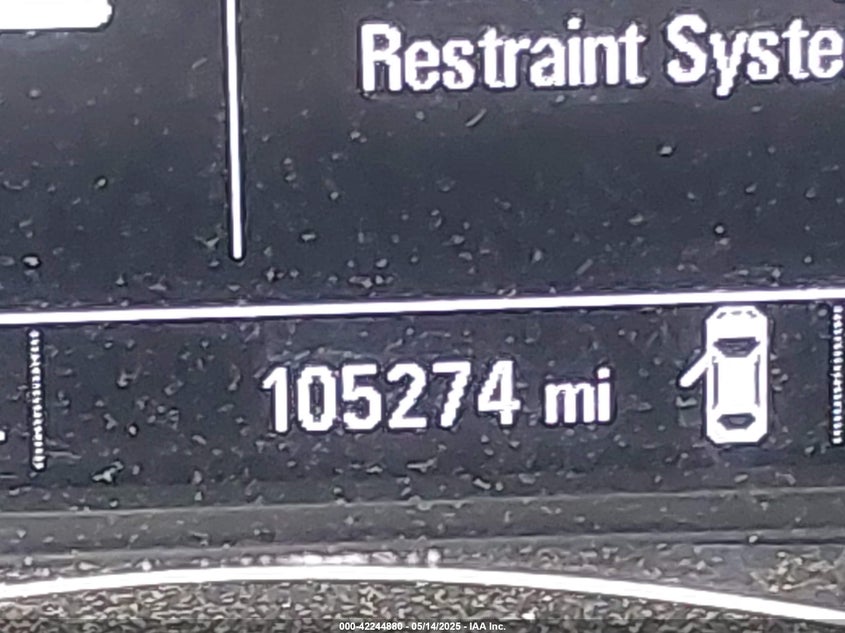 Restraint Syste
105274 mi
000-42244880 - 05/14/2025 - IAA Inc.